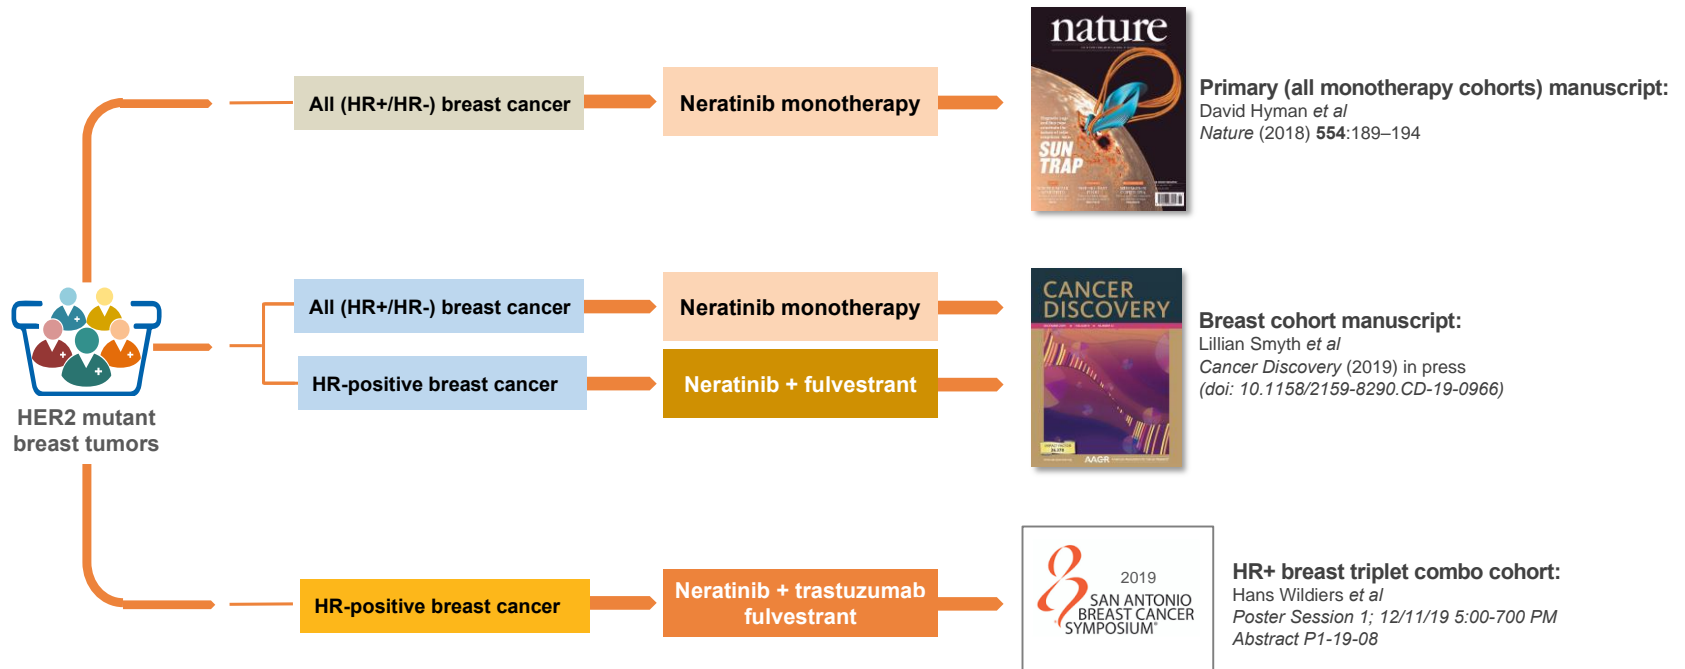 All (HR+/HR-) breast cancer
Neratinib monotherapy
nature
SUN
TRAP
Primary (all monotherapy cohorts) manuscript:
David Hyman et al
Nature (2018) 554:189–194
HER2 mutant
breast tumors
All (HR+/HR-) breast cancer
Neratinib monotherapy
HR-positive breast cancer
Neratinib + fulvestrant
CANCER
DISCOVERY
AACR
Breast cohort manuscript:
Lillian Smyth et al
Cancer Discovery (2019) in press
(doi: 10.1158/2159-8290.CD-19-0966)
HR-positive breast cancer
Neratinib + trastuzumab
fulvestrant
2019
SAN ANTONIO
BREAST CANCER
SYMPOSIUM®
HR+ breast triplet combo cohort:
Hans Wildiers et al
Poster Session 1; 12/11/19 5:00-700 PM
Abstract P1-19-08